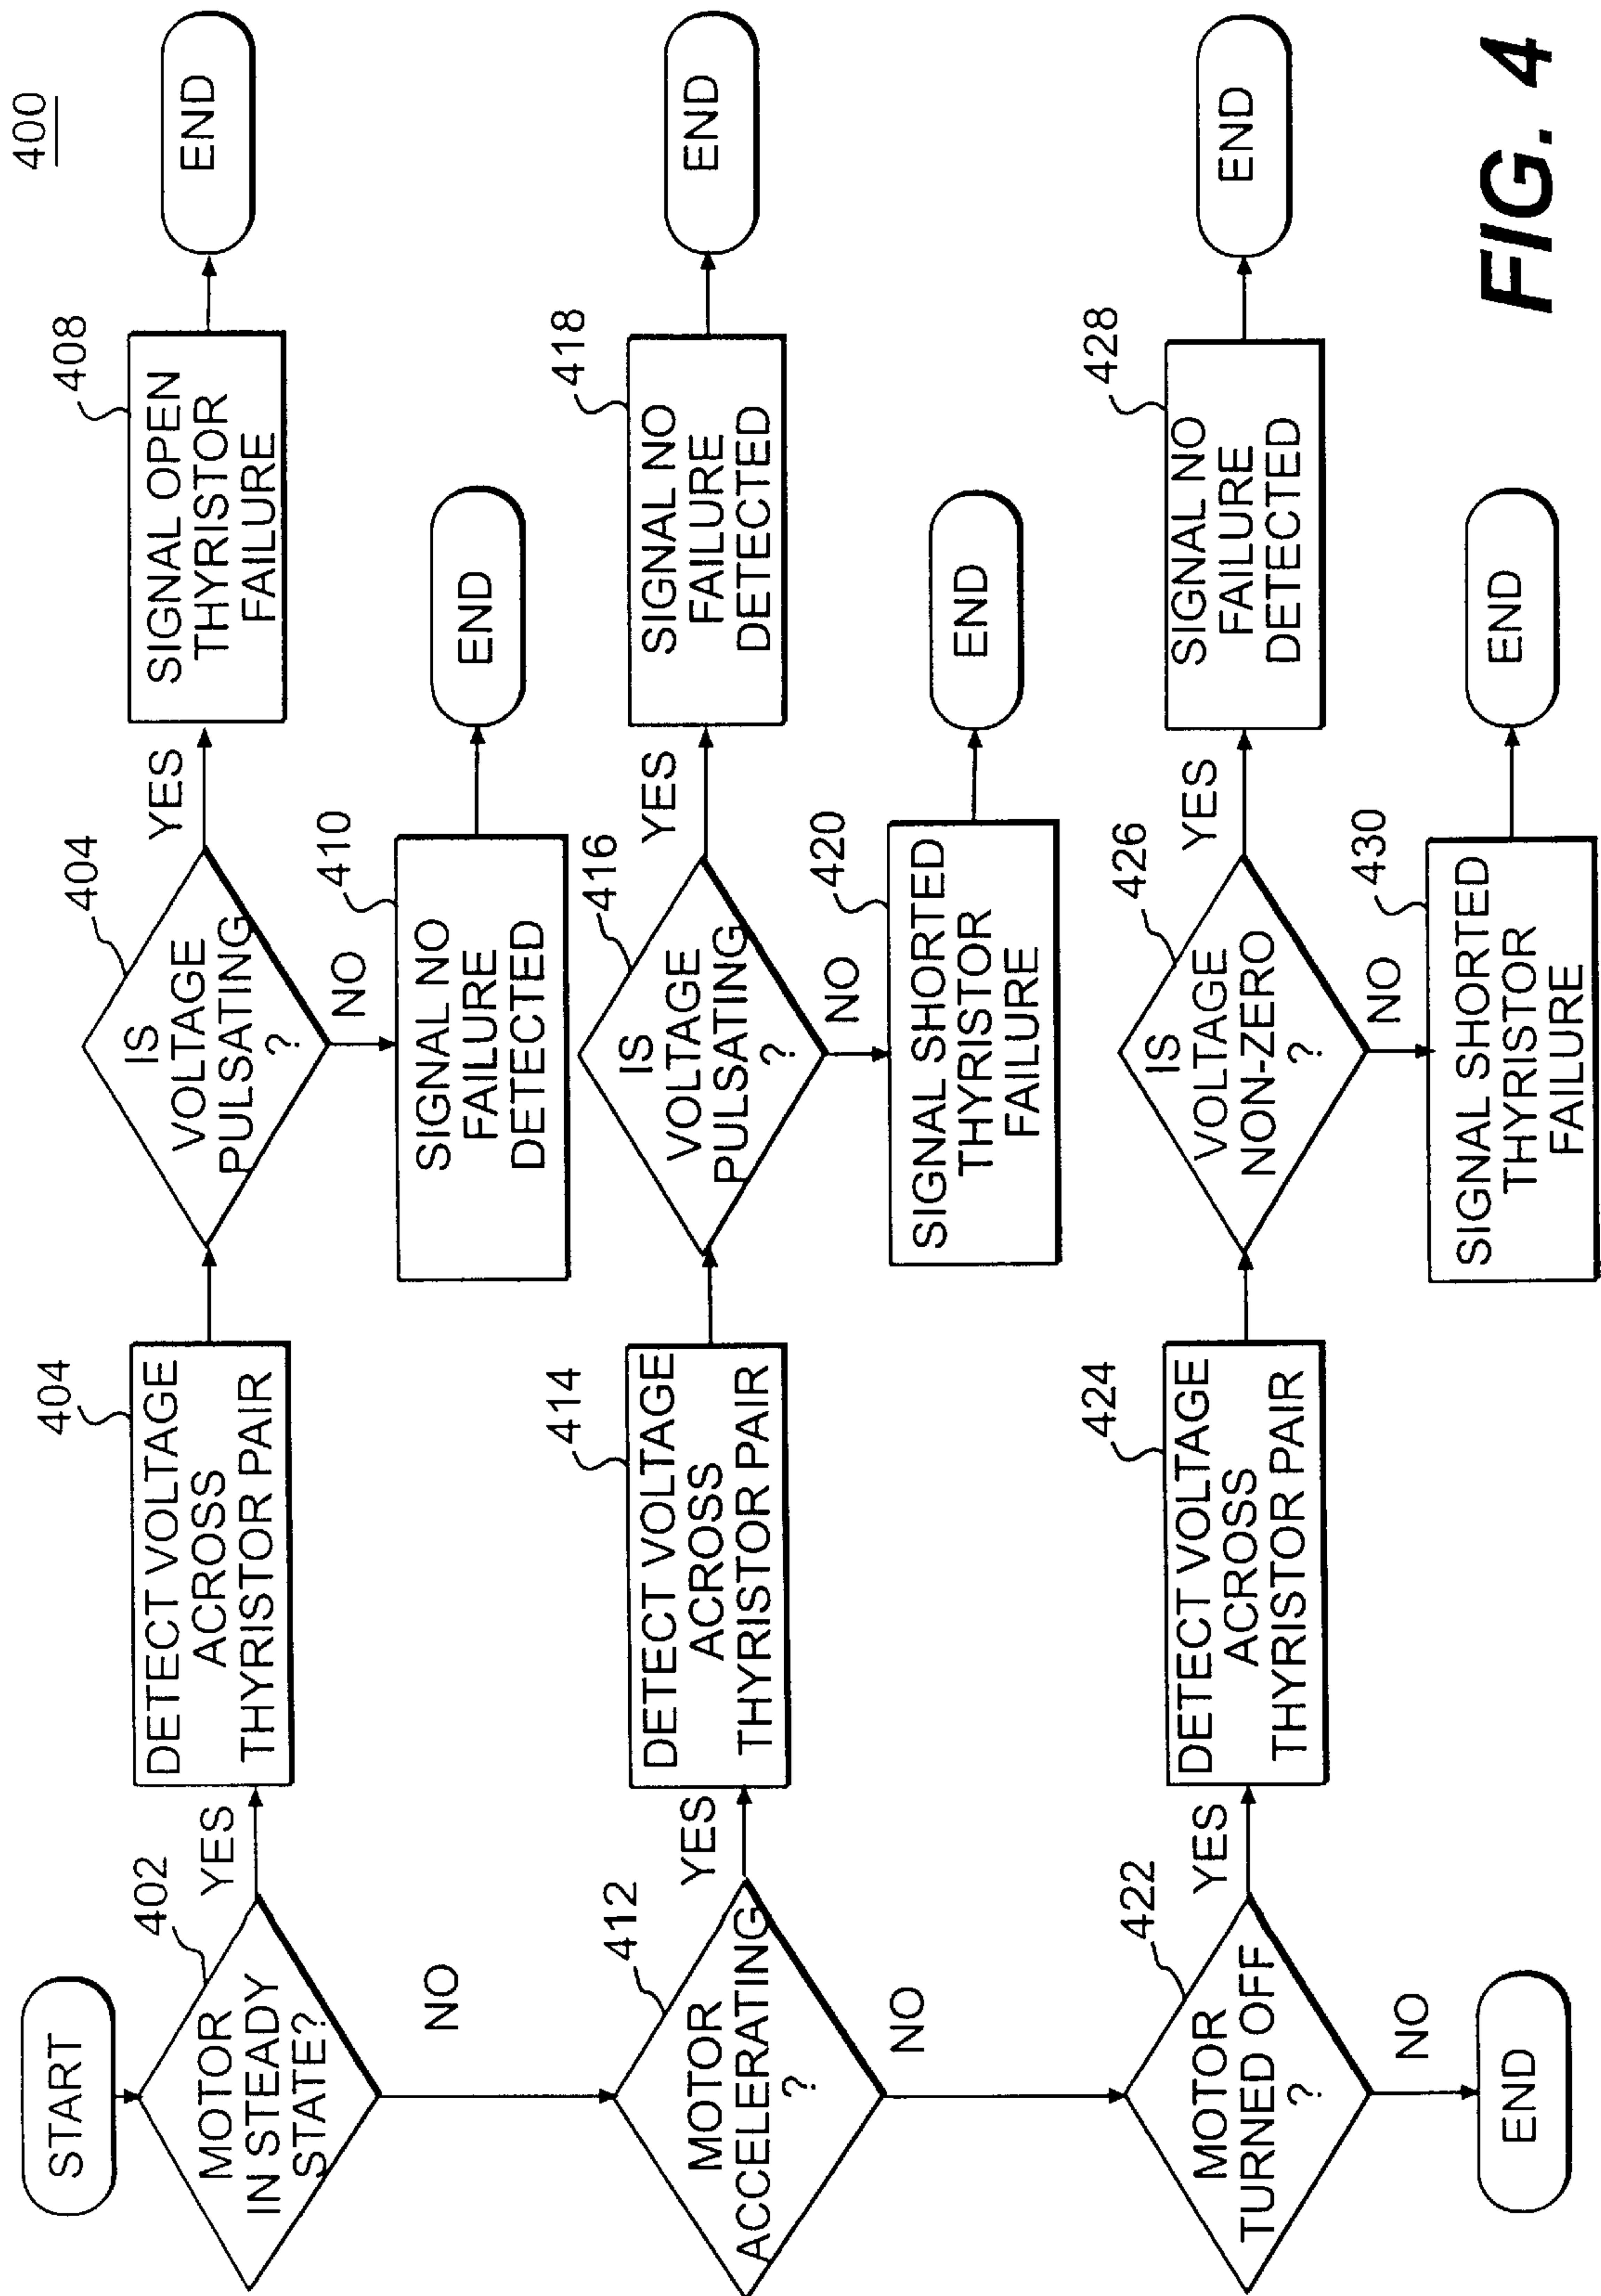 400
START
402
MOTOR
IN STEADY
STATE?
YES
404
DETECT VOLTAGE
ACROSS
THYRISTOR PAIR
404
IS
VOLTAGE
PULSATING
?
YES
408
SIGNAL OPEN
THYRISTOR
FAILURE
END
NO
410
SIGNAL NO
FAILURE
DETECTED
END
NO
412
MOTOR
ACCELERATING
?
YES
414
DETECT VOLTAGE
ACROSS
THYRISTOR PAIR
416
IS
VOLTAGE
PULSATING
?
YES
418
SIGNAL NO
FAILURE
DETECTED
END
NO
420
SIGNAL SHORTED
THYRISTOR
FAILURE
END
NO
422
MOTOR
TURNED OFF
?
YES
424
DETECT VOLTAGE
ACROSS
THYRISTOR PAIR
426
IS
VOLTAGE
NON-ZERO
?
YES
428
SIGNAL NO
FAILURE
DETECTED
END
NO
430
SIGNAL SHORTED
THYRISTOR
FAILURE
END
NO
END
FIG. 4